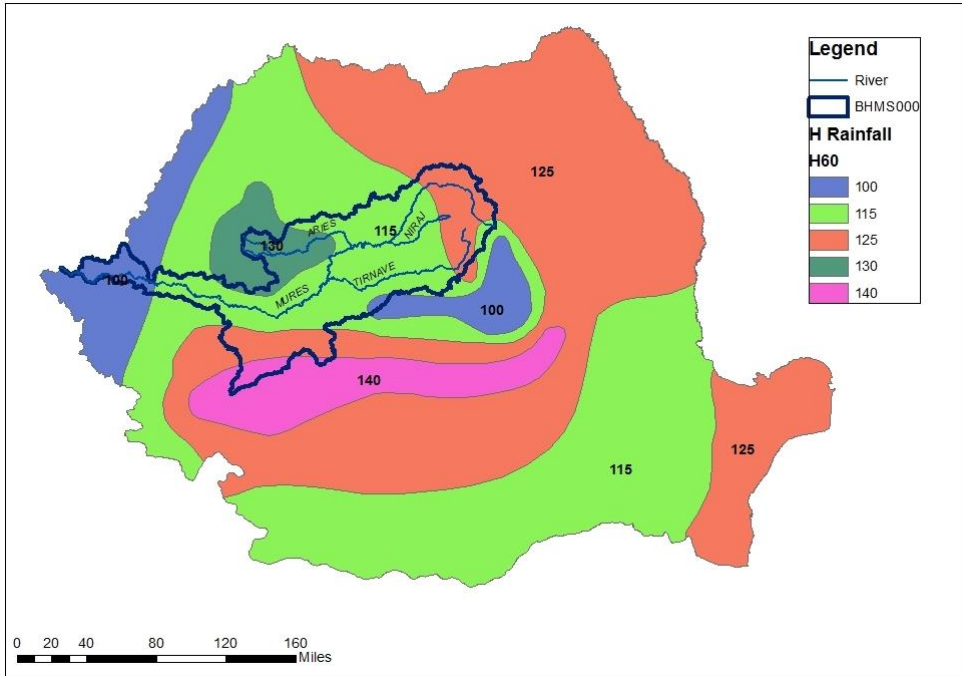 Legend
River
BHMS000
H Rainfall
H60
100
115
125
130
140
125
115
130
ARIES
NIRAJ
100
TIRNAVE
MURES
100
140
115
125
0 20 40 80 120 160
Miles